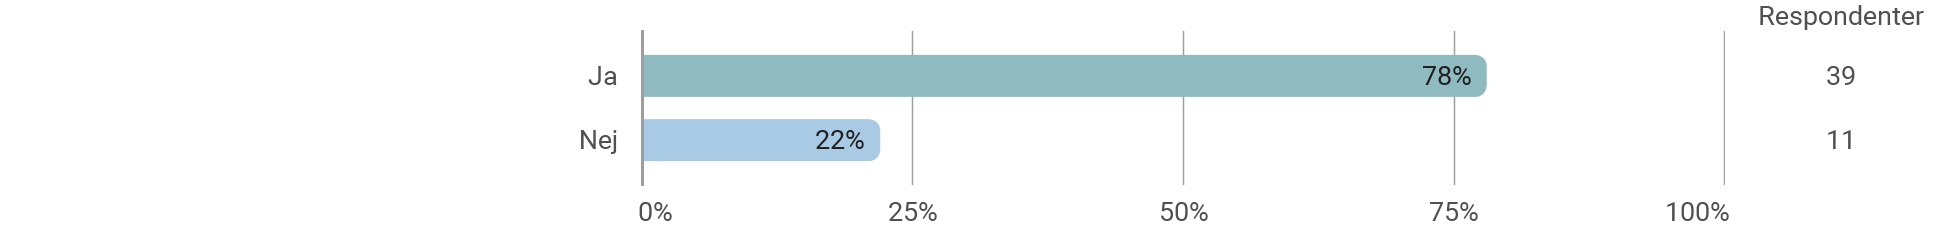 Respondenter
Ja 78% 39
Nej 22% 11
0% 25% 50% 75% 100%